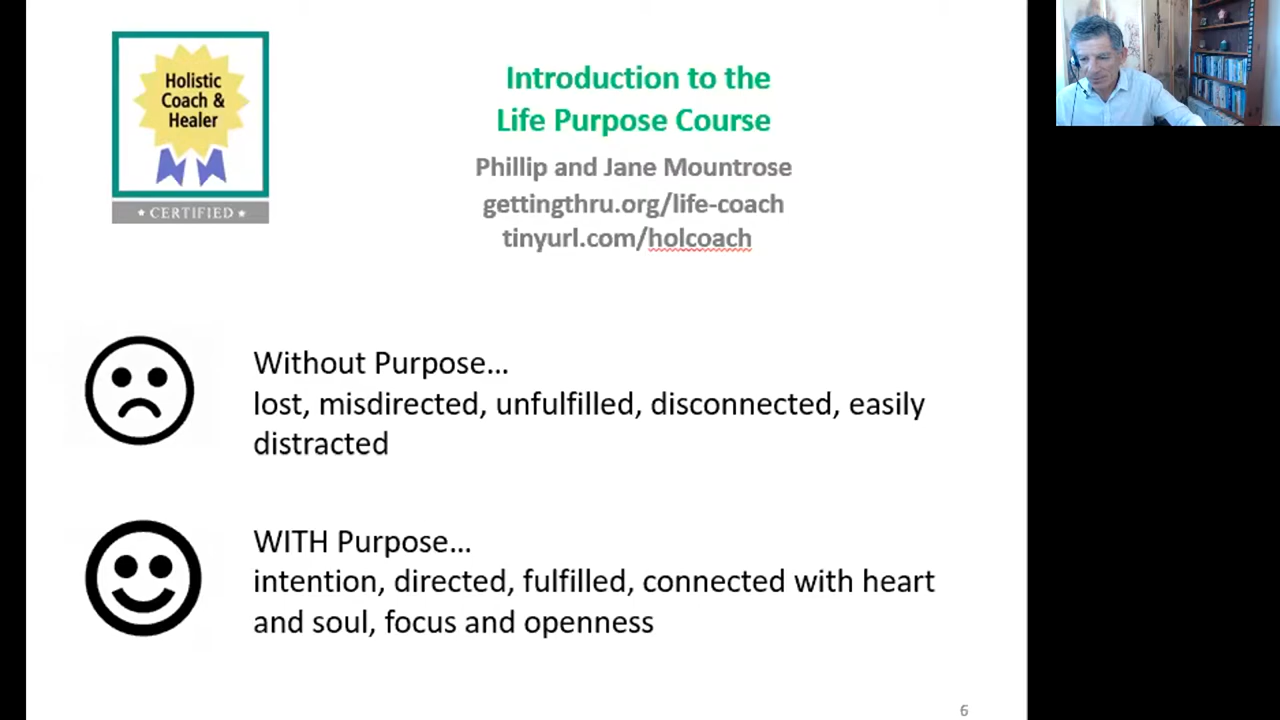 Holistic
Coach &
Healer
★ CERTIFIED ★
Introduction to the
Life Purpose Course
Phillip and Jane Mountrose
gettingthru.org/life-coach
tinyurl.com/holcoach
Without Purpose...
lost, misdirected, unfulfilled, disconnected, easily
distracted
WITH Purpose...
intention, directed, fulfilled, connected with heart
and soul, focus and openness
6